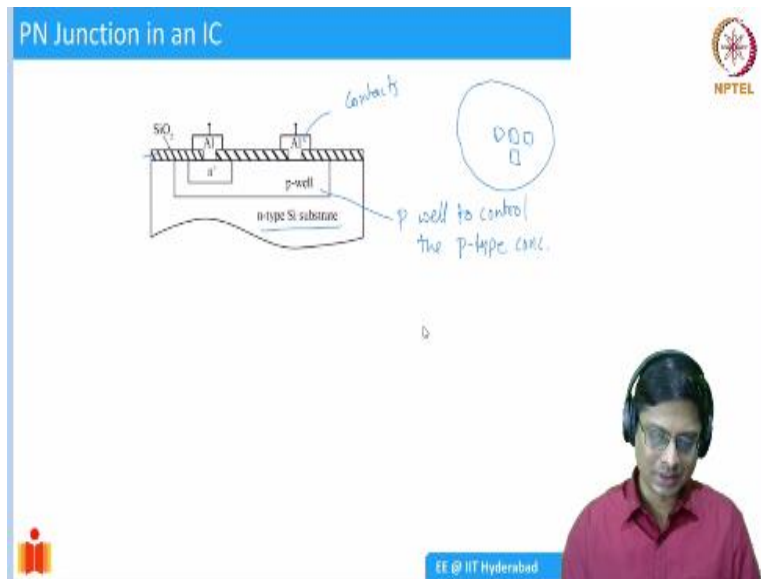 PN Junction in an IC
NPTEL
contacts
SiO2
Al
Al
n+
p-well
n-type Si substrate
p well to control
the p-type conc.
EE @ IIT Hyderabad